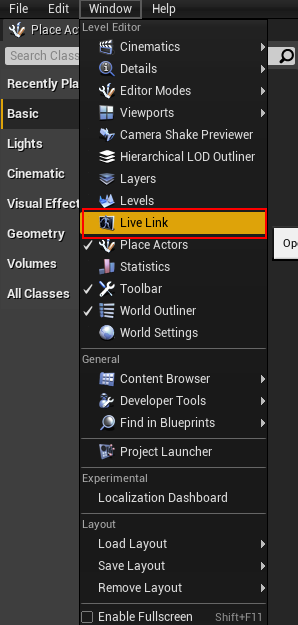 File Edit Window Help
Place Ac
Level Editor
Search Clas
Cinematics
Details
Recently Pla
Editor Modes
Basic
Viewports
Camera Shake Previewer
Lights
Hierarchical LOD Outliner
Cinematic
Layers
Visual Effec
Levels
Live Link
Geometry
Place Actors
Ope
Volumes
Statistics
All Classes
Toolbar
World Outliner
World Settings
General
Content Browser
Developer Tools
Find in Blueprints
Project Launcher
Experimental
Localization Dashboard
Layout
Load Layout
Save Layout
Remove Layout
Enable Fullscreen Shift+F11